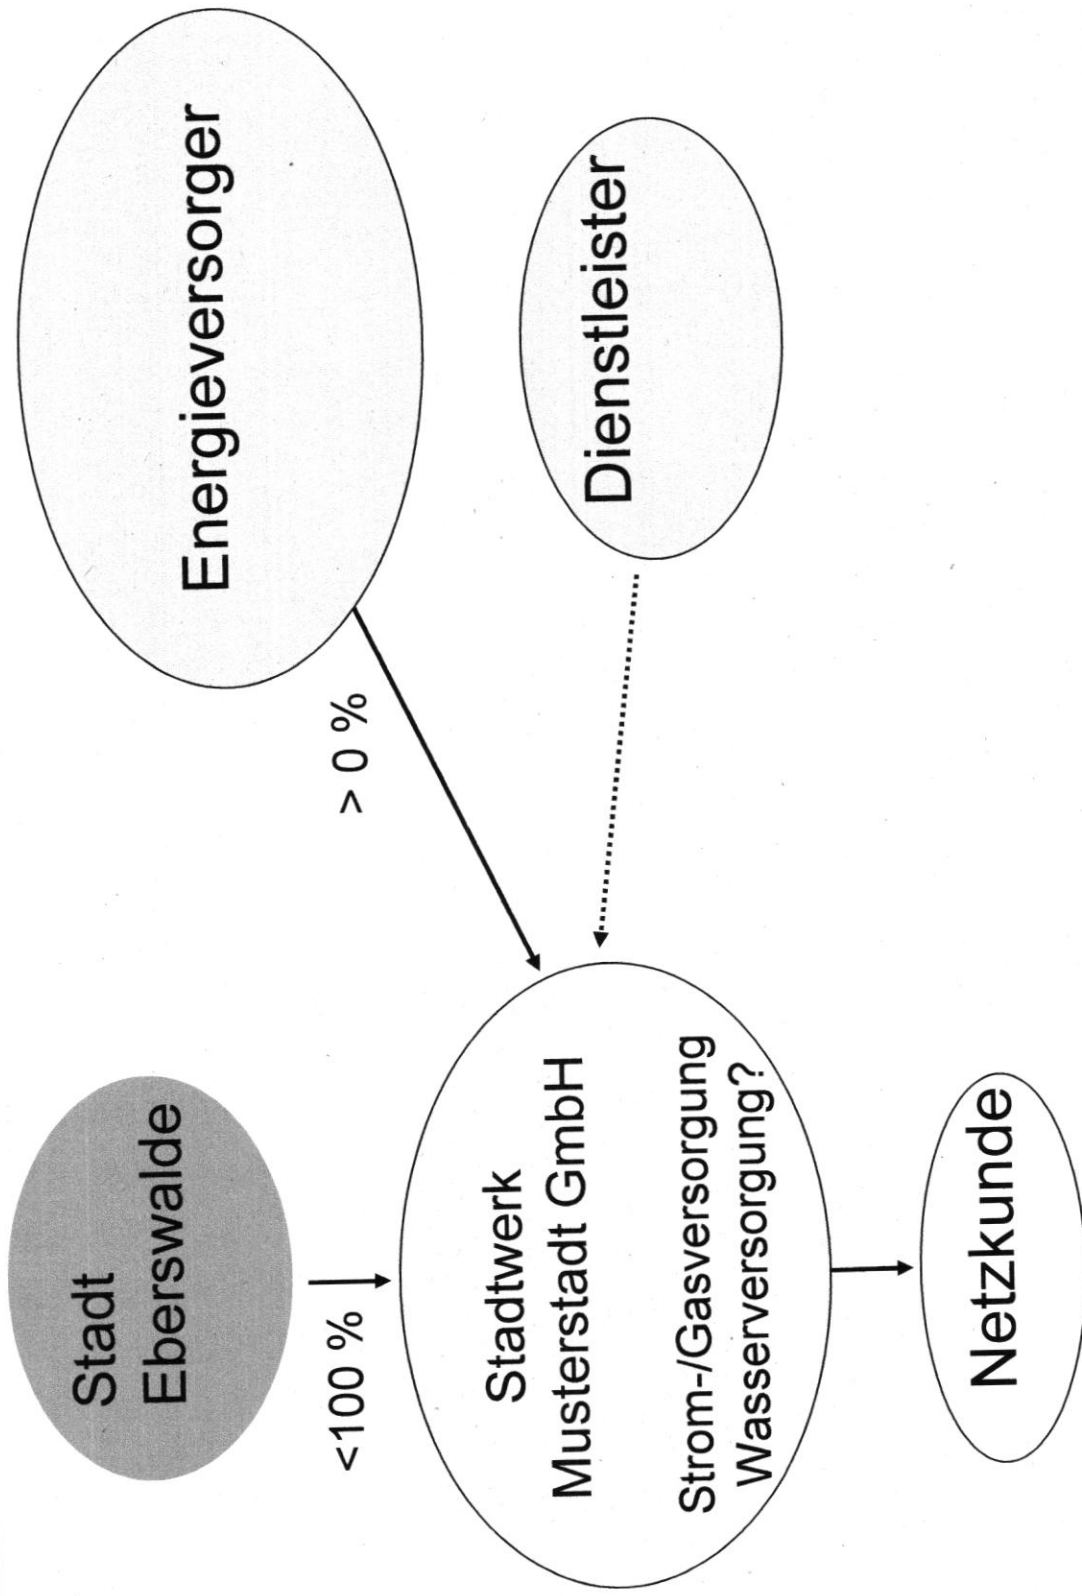 Stadt
Eberswalde
<100 %
> 0 %
Energieversorger
Stadtwerk
Musterstadt GmbH
Strom-/Gasversorgung
Wasserversorgung?
Dienstleister
Netzkunde